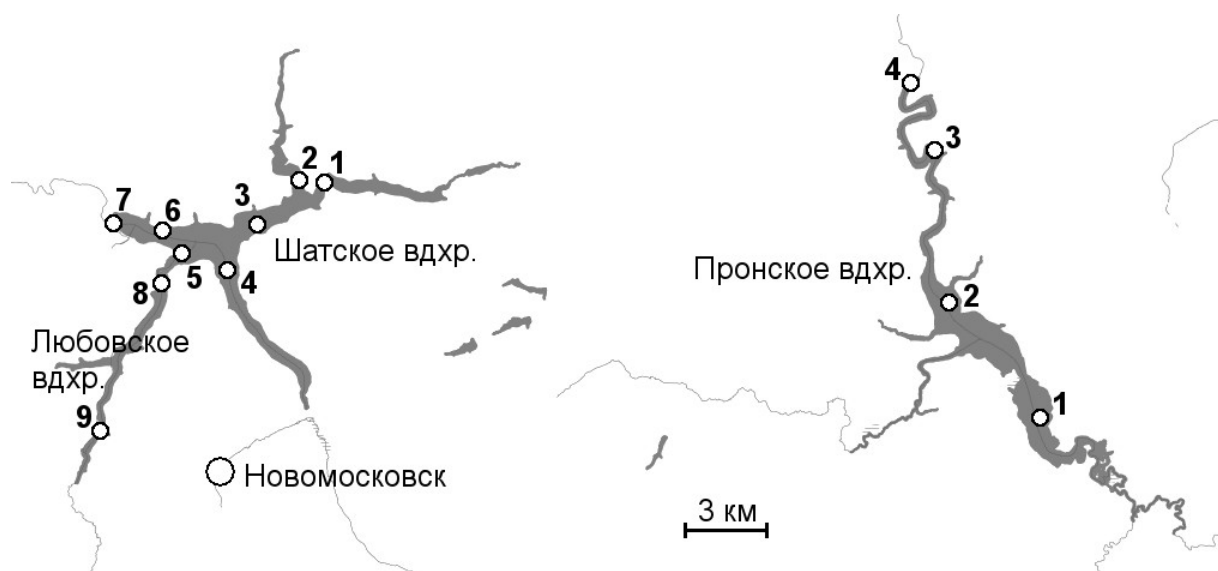 4
3
2
1
3
7
6
Шатское вдхр.
5
4
8
Пронское вдхр.
2
Любовское
вдхр.
9
1
Новомосковск
3 км